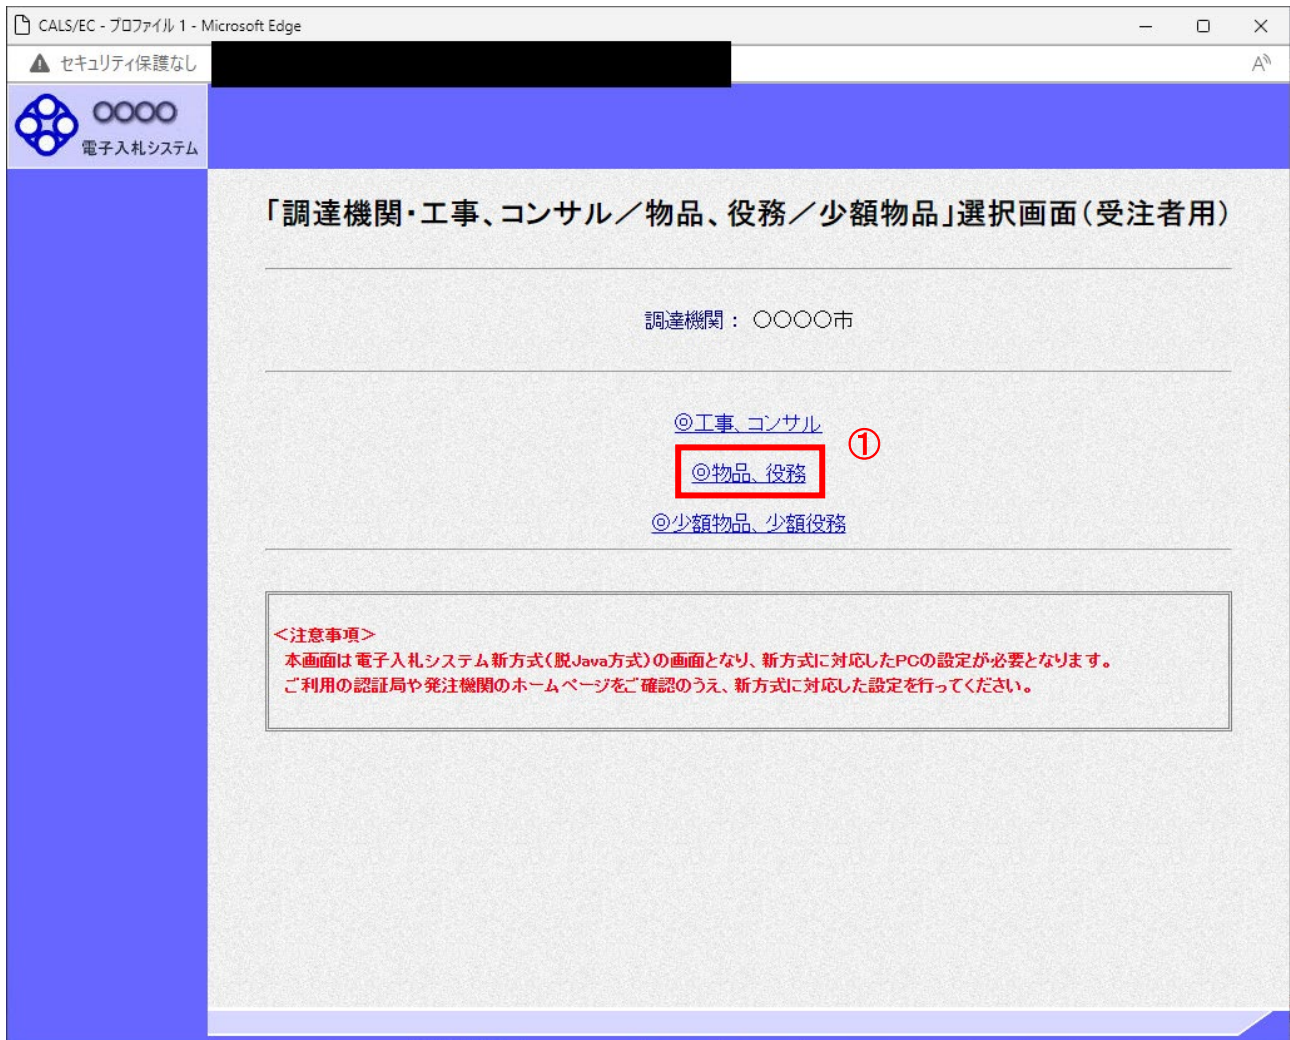 CALS/EC - プロファイル 1 - Microsoft Edge
セキュリティ保護なし
○○○○
電子入札システム
「調達機関・工事、コンサル／物品、役務／少額物品」選択画面（受注者用）
調達機関： ○○○○市
◎工事、コンサル
①
◎物品、役務
◎少額物品、少額役務
＜注意事項＞
本画面は電子入札システム新方式（脱Java方式）の画面となり、新方式に対応したPCの設定が必要となります。
ご利用の認証局や発注機関のホームページをご確認のうえ、新方式に対応した設定を行ってください。